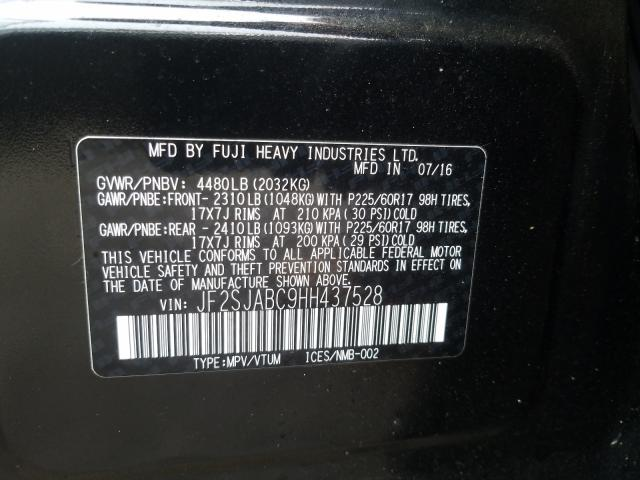 MFD BY FUJI HEAVY INDUSTRIES LTD.
MFD IN 07/16
GVWR/PNBV: 4480LB(2032KG)
GAWR/PNBE:FRONT- 2310LB(1048KG)WITH P225/60R17 98H TIRES,
17X7J RIMS AT 210 KPA(30 PSI)COLD
GAWR/PNBE:REAR - 2410LB(1093KG)WITH P225/60R17 98H TIRES,
17X7J RIMS AT 200 KPA(29 PSI)COLD
THIS VEHICLE CONFORMS TO ALL APPLICABLE FEDERAL MOTOR
VEHICLE SAFETY AND THEFT PREVENTION STANDARDS IN EFFECT ON
THE DATE OF MANUFACTURE SHOWN ABOVE.
VIN: JF2SJABC9HH437528
TYPE:MPV/VTUM ICES/NMB-002